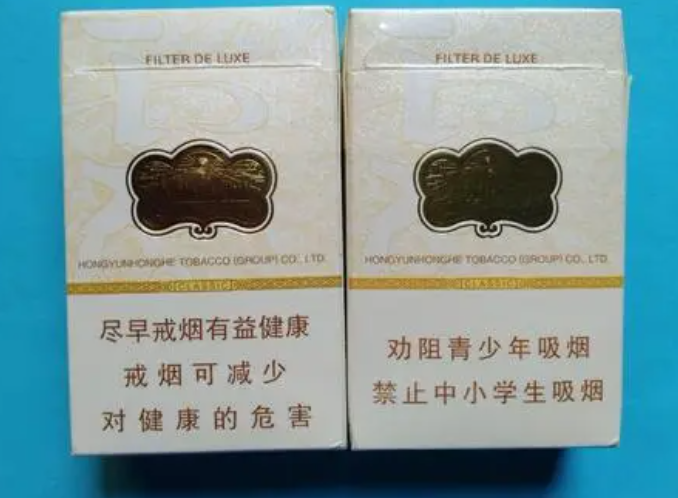 FILTER DE LUXE
HONGYUNHONGHE TOBACCO (GROUP) CO., LTD.
CLASSIC
尽早戒烟有益健康
戒烟可减少
对健康的危害
FILTER DE LUXE
HONGYUNHONGHE TOBACCO (GROUP) CO., LTD.
CLASSIC
劝阻青少年吸烟
禁止中小学生吸烟